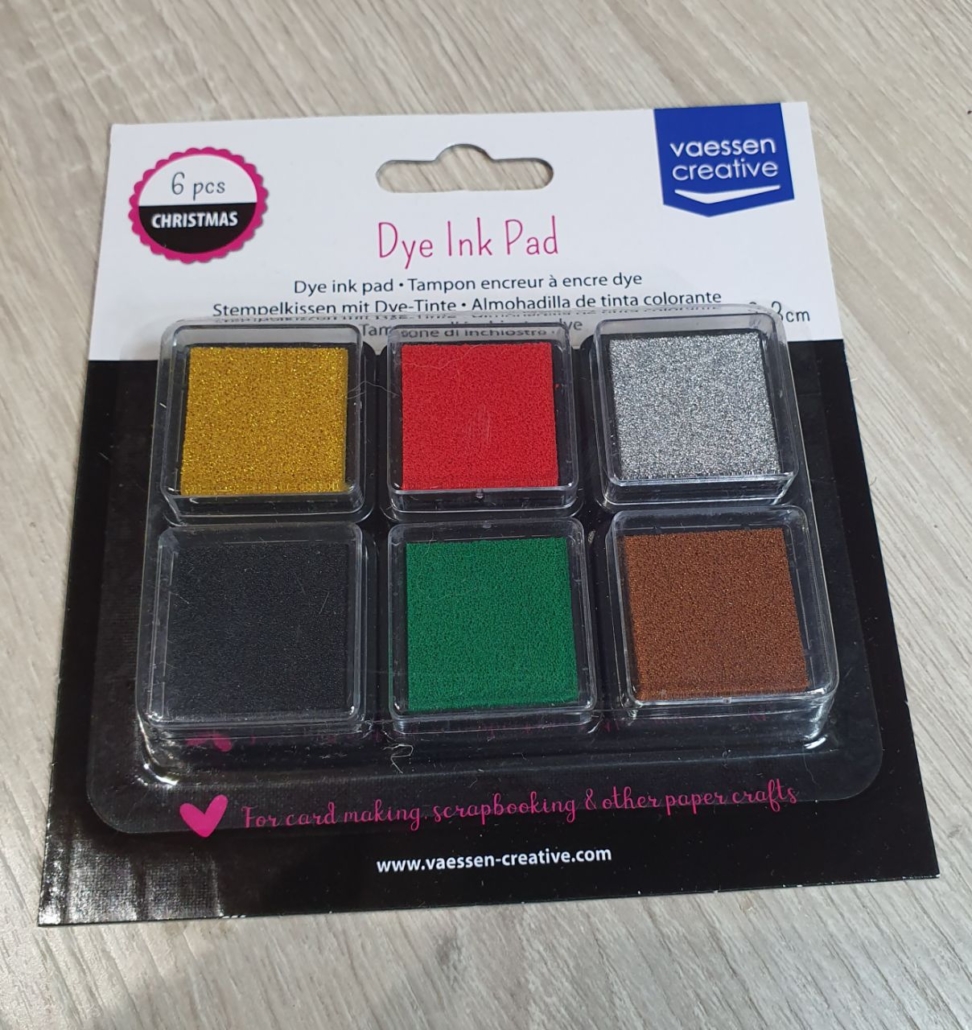 6 pcs
CHRISTMAS
vaessen
creative
Dye Ink Pad
Dye ink pad • Tampon encreur à encre dye
Stempelkissen mit Dye-Tinte • Almohadilla de tinta colorante
cm
For card making, scrapbooking & other paper crafts
www.vaessen-creative.com